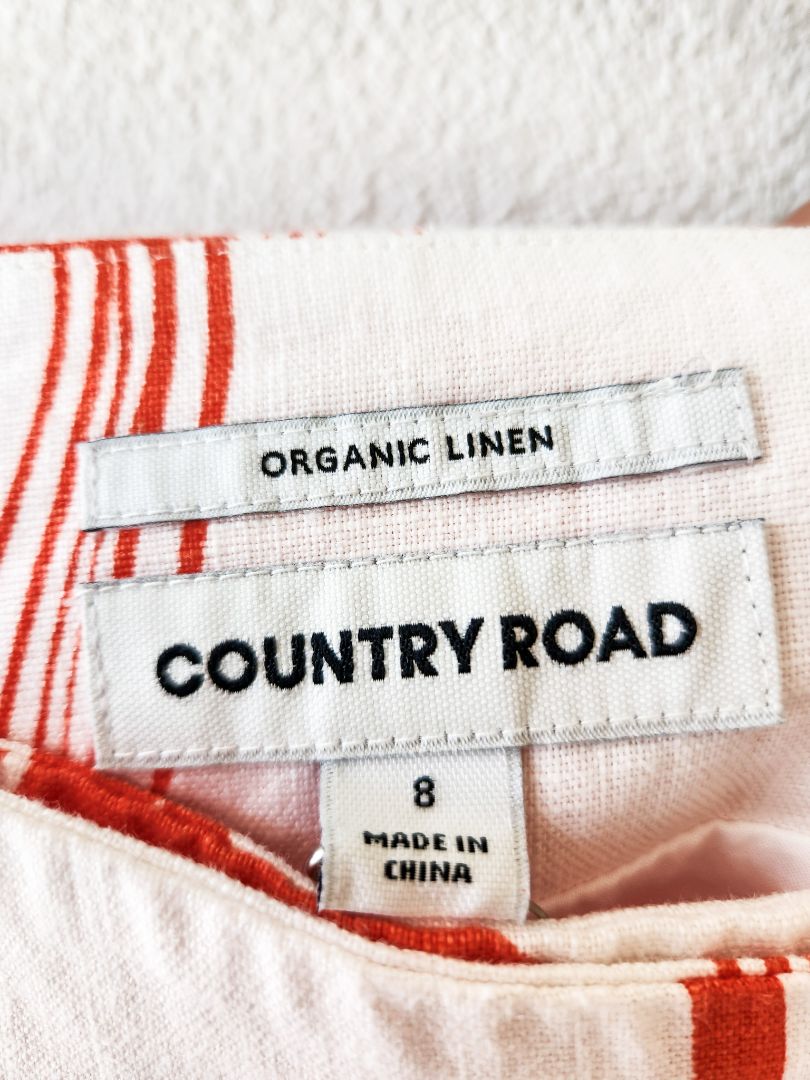 ORGANIC LINEN
COUNTRY ROAD
8
MADE IN
CHINA